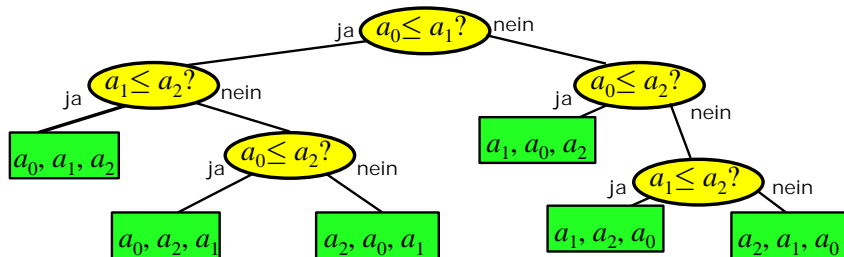 a₀ ≤ a₁?
ja
nein
a₁ ≤ a₂?
a₀ ≤ a₂?
ja
nein
ja
nein
a₀, a₁, a₂
a₀ ≤ a₂?
a₁, a₀, a₂
a₁ ≤ a₂?
ja
nein
ja
nein
a₀, a₂, a₁
a₂, a₀, a₁
a₁, a₂, a₀
a₂, a₁, a₀